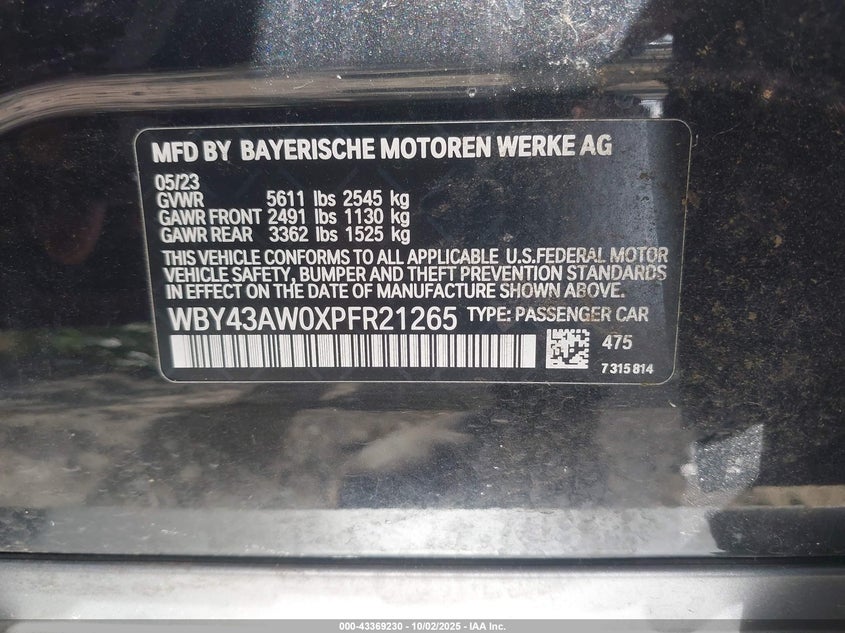 MFD BY BAYERISCHE MOTOREN WERKE AG
05/23
GVWR 5611 lbs 2545 kg
GAWR FRONT 2491 lbs 1130 kg
GAWR REAR 3362 lbs 1525 kg
THIS VEHICLE CONFORMS TO ALL APPLICABLE U.S.FEDERAL MOTOR
VEHICLE SAFETY, BUMPER AND THEFT PREVENTION STANDARDS
IN EFFECT ON THE DATE OF MANUFACTURE SHOWN ABOVE.
WBY43AW0XPFR21265 TYPE: PASSENGER CAR
475
7315814
000-43369230 - 10/02/2025 - IAA Inc.